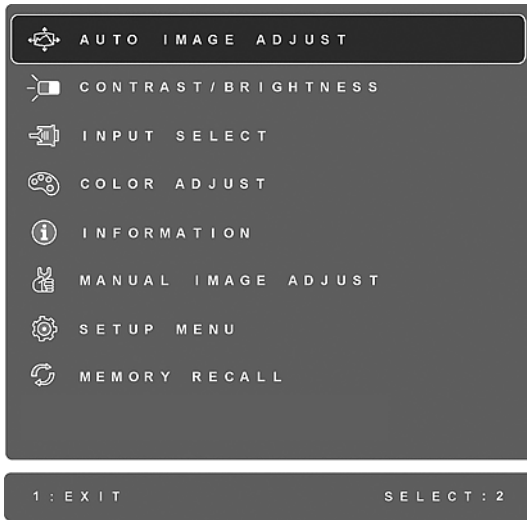 AUTO IMAGE ADJUST
CONTRAST/BRIGHTNESS
INPUT SELECT
COLOR ADJUST
INFORMATION
MANUAL IMAGE ADJUST
SETUP MENU
MEMORY RECALL
1:EXIT SELECT:2